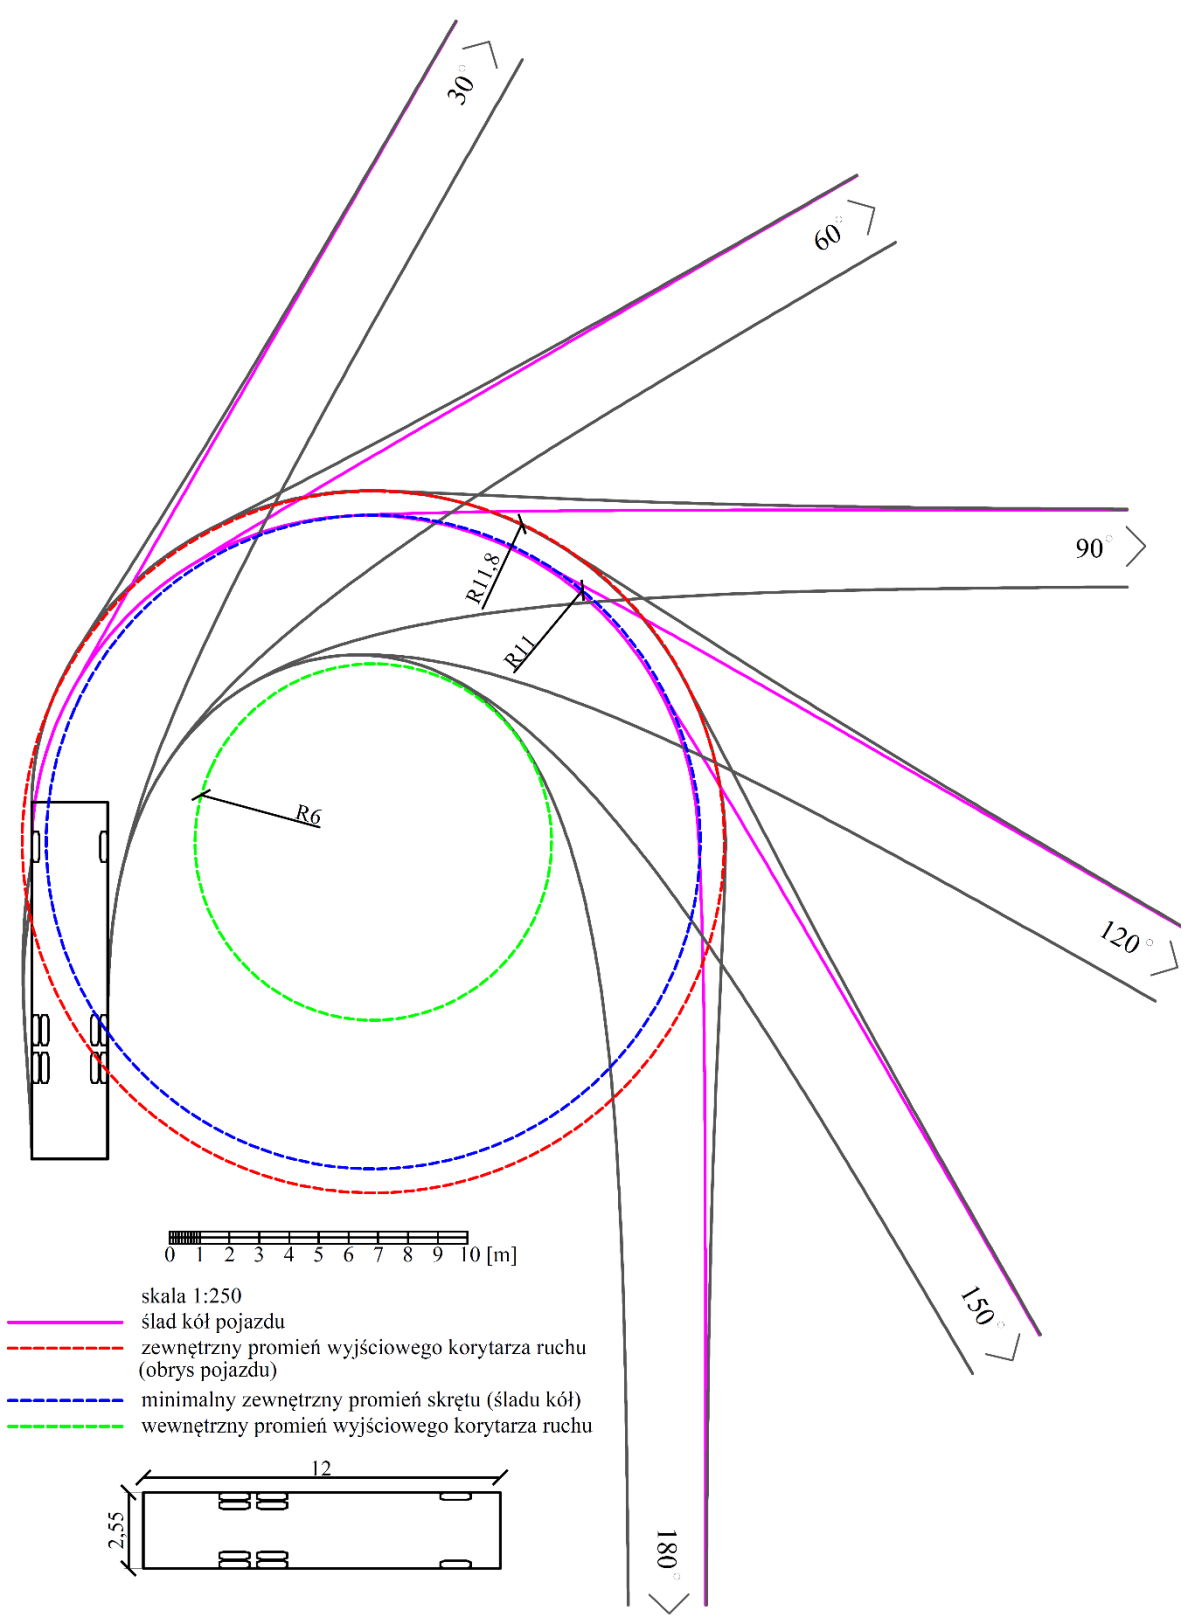 30°
60°
90°
R11,8
R11
R6
120°
150°
180°
0 1 2 3 4 5 6 7 8 9 10 [m]
skala 1:250
ślad kół pojazdu
zewnętrzny promień wyjściowego korytarza ruchu
(obrys pojazdu)
minimalny zewnętrzny promień skrętu (śladu kół)
wewnętrzny promień wyjściowego korytarza ruchu
12
2,55